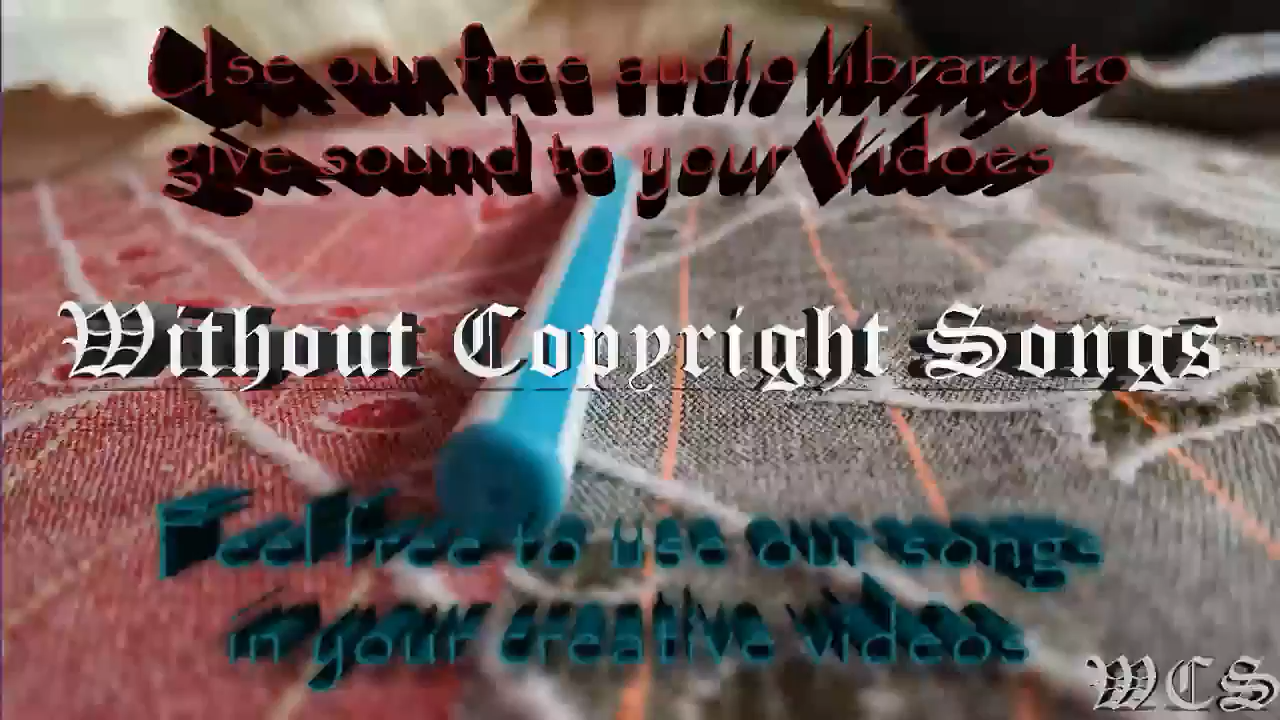 Use our free audio library to
give sound to your Vidoes
Without Copyright Songs
Feel free to use our songs
in your creative videos
WCS